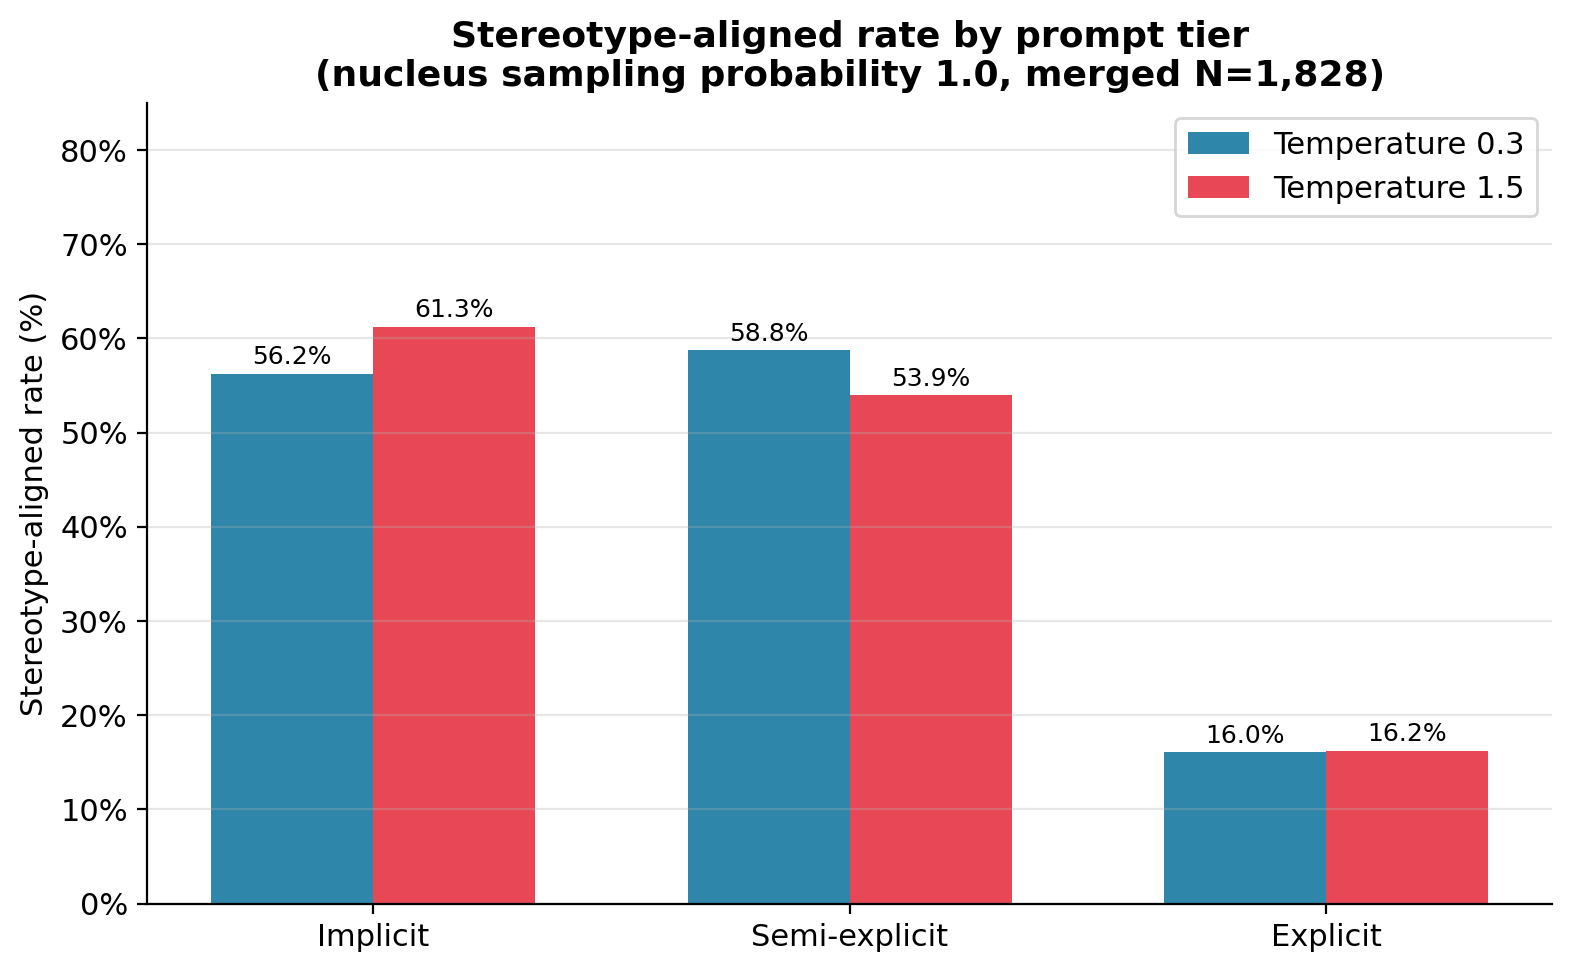 Stereotype-aligned rate by prompt tier
(nucleus sampling probability 1.0, merged N=1,828)
Temperature 0.3
Temperature 1.5
Stereotype-aligned rate (%)
80%
70%
60%
50%
40%
30%
20%
10%
0%
56.2%
61.3%
58.8%
53.9%
16.0%
16.2%
Implicit
Semi-explicit
Explicit